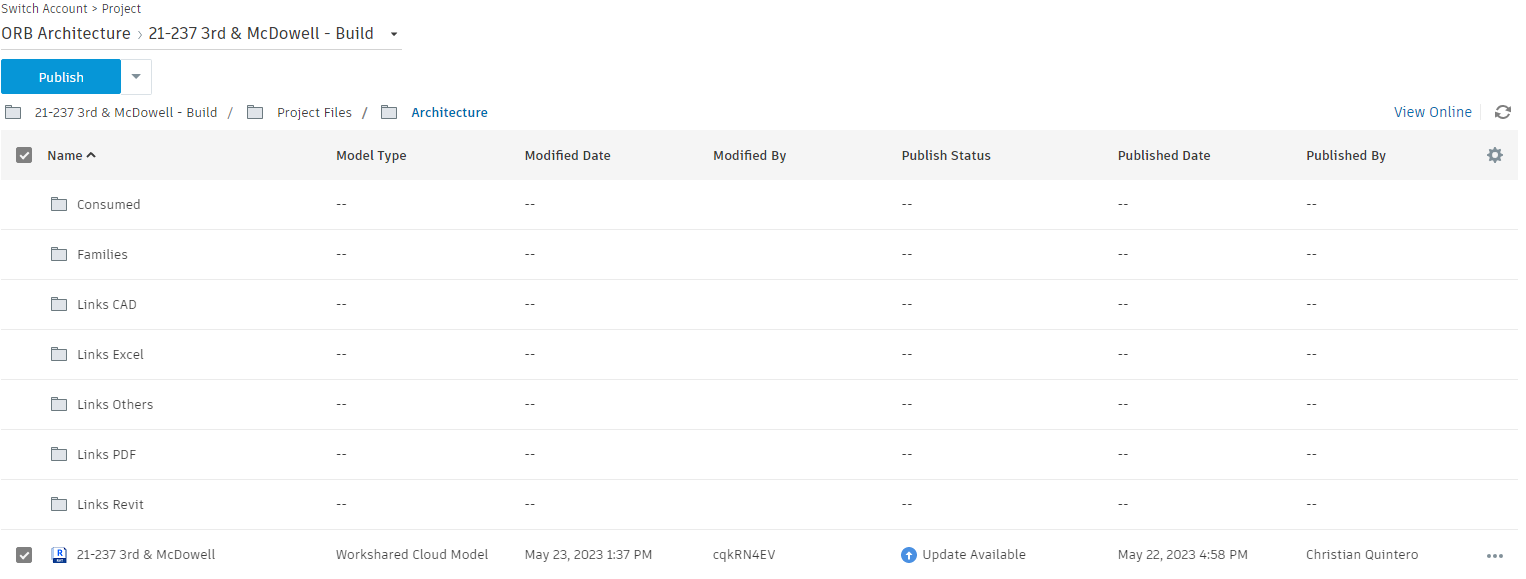 Switch Account > Project
ORB Architecture > 21-237 3rd & McDowell - Build
Publish
21-237 3rd & McDowell - Build / Project Files / Architecture View Online
Name Model Type Modified Date Modified By Publish Status Published Date Published By
Consumed -- -- -- -- --
Families -- -- -- -- --
Links CAD -- -- -- -- --
Links Excel -- -- -- -- --
Links Others -- -- -- -- --
Links PDF -- -- -- -- --
Links Revit -- -- -- -- --
21-237 3rd & McDowell Workshared Cloud Model May 23, 2023 1:37 PM cqkRN4EV Update Available May 22, 2023 4:58 PM Christian Quintero